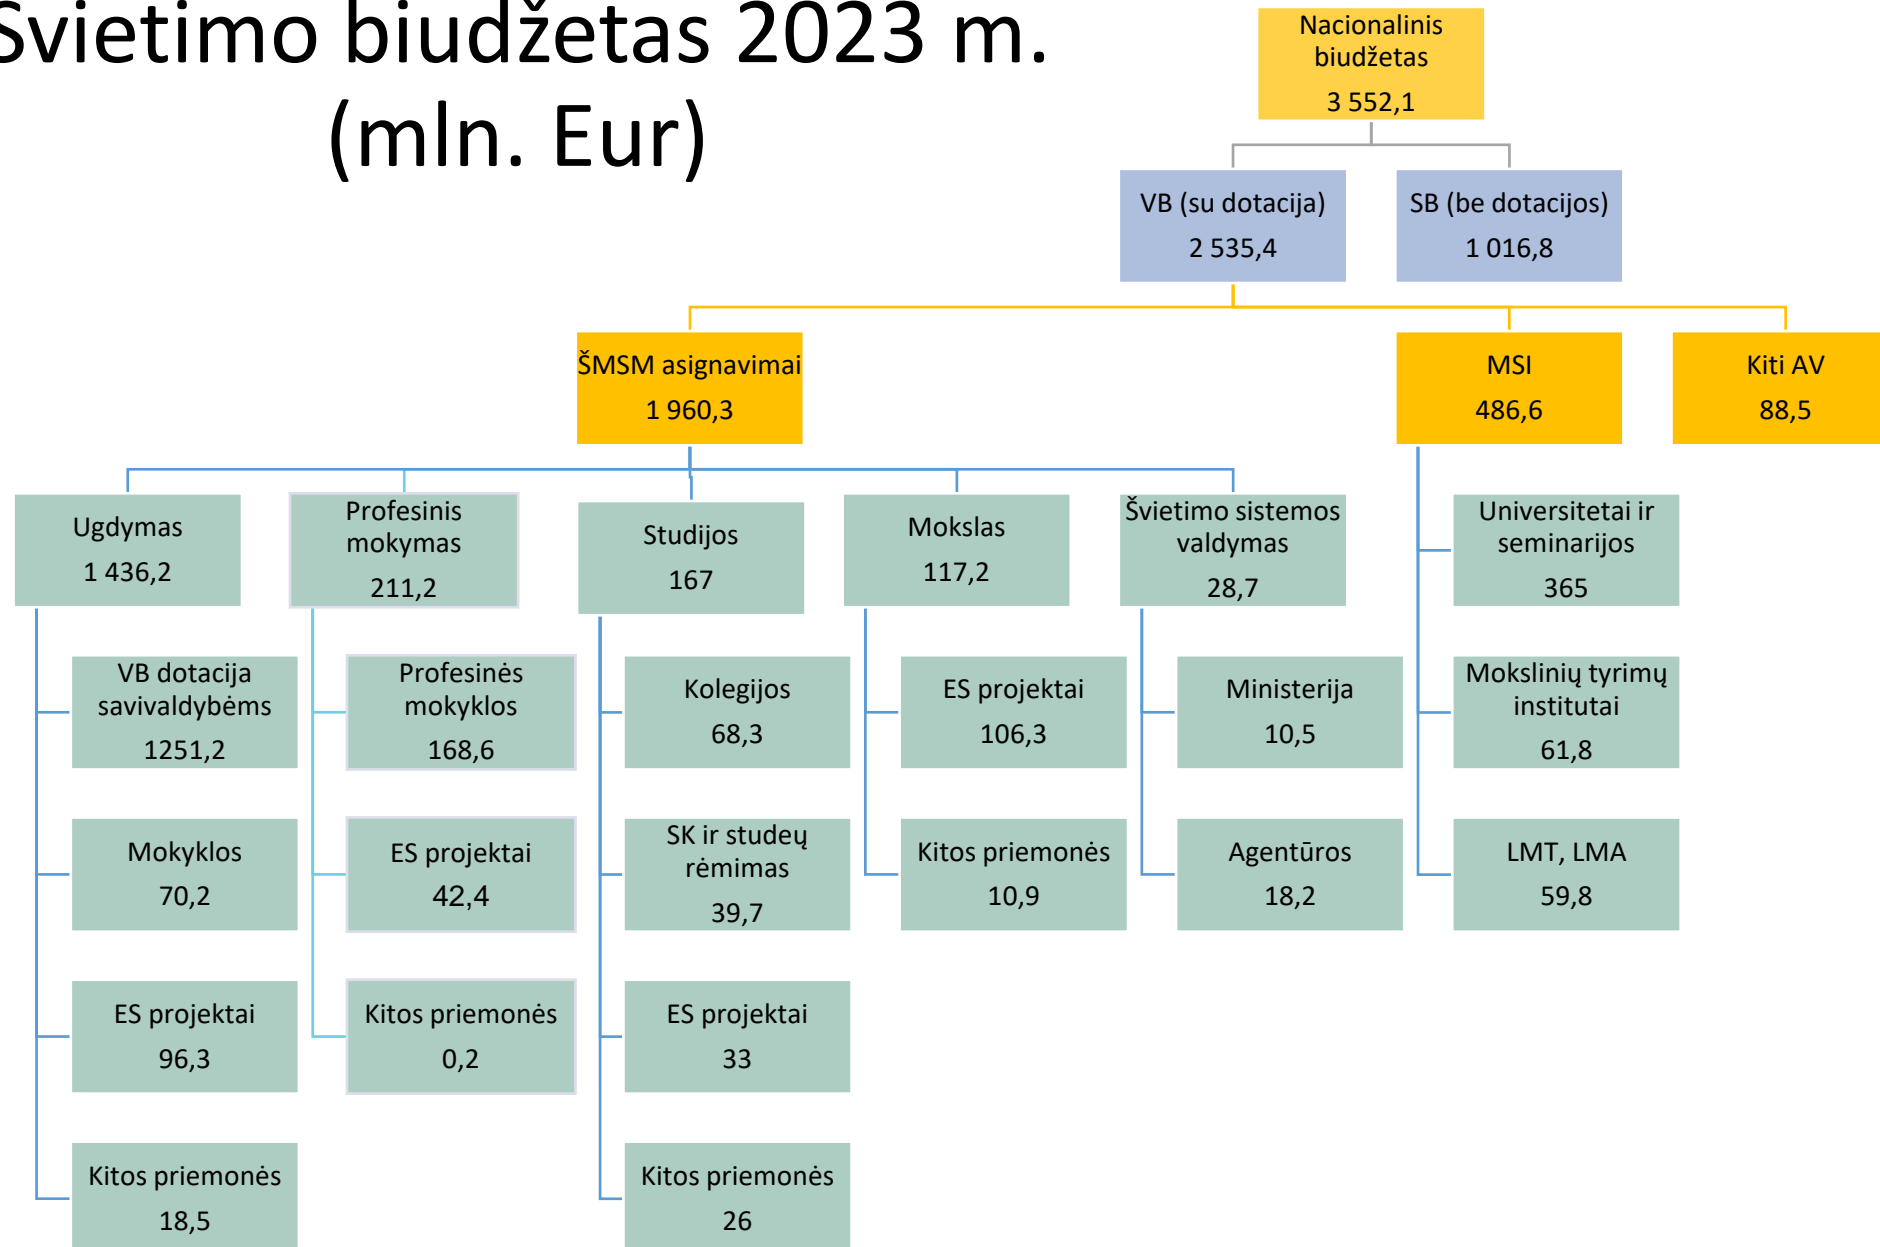 Švietimo biudžetas 2023 m.
(mln. Eur)
Nacionalinis
biudžetas
3 552,1
VB (su dotacija)
2 535,4
SB (be dotacijos)
1 016,8
ŠMSM asignavimai
1 960,3
MSI
486,6
Kiti AV
88,5
Ugdymas
1 436,2
Profesinis
mokymas
211,2
Studijos
167
Mokslas
117,2
Švietimo sistemos
valdymas
28,7
Universitetai ir
seminarijos
365
VB dotacija
savivaldybėms
1251,2
Profesinės
mokyklos
168,6
Kolegijos
68,3
ES projektai
106,3
Ministerija
10,5
Mokslinių tyrimų
institutai
61,8
Mokyklos
70,2
ES projektai
42,4
SK ir studeų
rėmimas
39,7
Kitos priemonės
10,9
Agentūros
18,2
LMT, LMA
59,8
ES projektai
96,3
Kitos priemonės
0,2
ES projektai
33
Kitos priemonės
18,5
Kitos priemonės
26